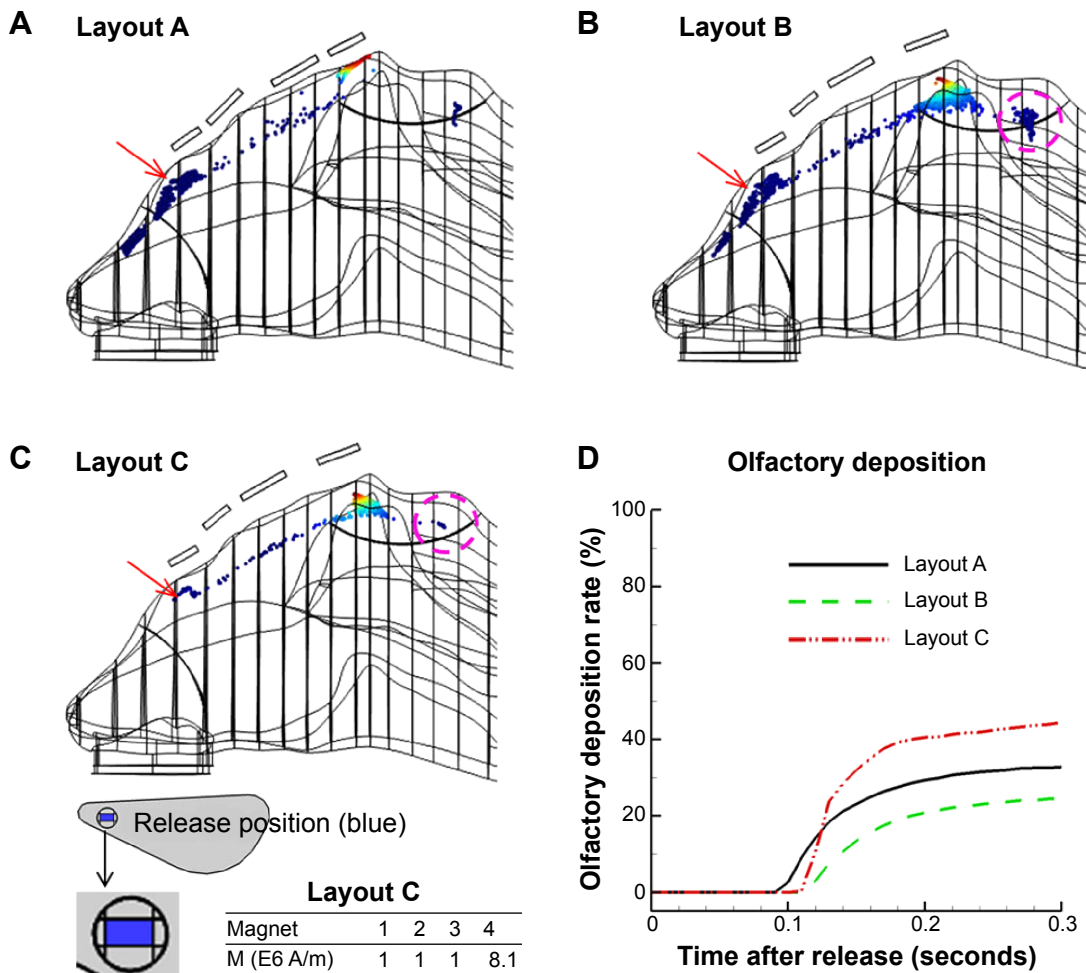 A Layout A
B Layout B
C Layout C
Release position (blue)
Layout C
Magnet 1 2 3 4
M (E6 A/m) 1 1 1 8.1
D Olfactory deposition
Olfactory deposition rate (%)
100
80
60
40
20
0
Layout A
Layout B
Layout C
0 0.1 0.2 0.3
Time after release (seconds)